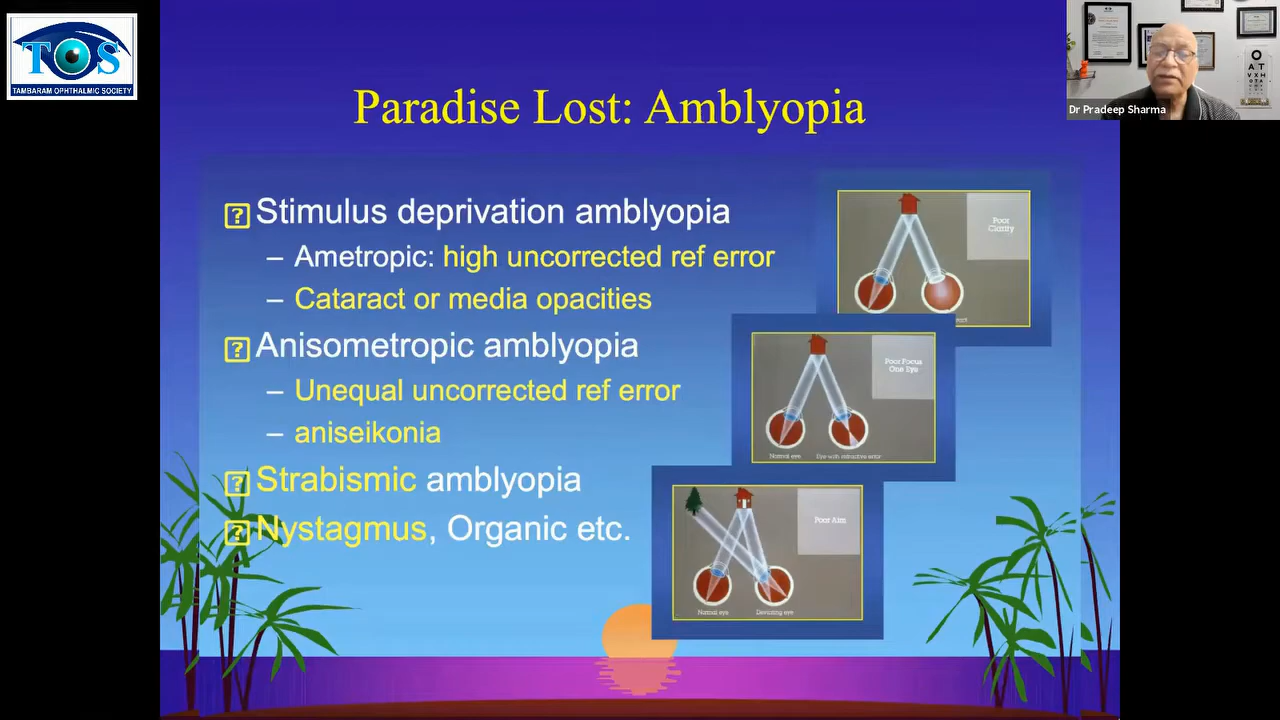 TOS
TAMBARAM OPHTHALMIC SOCIETY
Dr Pradeep Sharma
Paradise Lost: Amblyopia
Stimulus deprivation amblyopia
– Ametropic: high uncorrected ref error
– Cataract or media opacities
Anisometropic amblyopia
– Unequal uncorrected ref error
– aniseikonia
Strabismic amblyopia
Nystagmus, Organic etc.
Poor
Clarity
Poor Focus
One Eye
Normal eye
Eye with refractive error
Poor Aim
Normal eye
Deviating eye